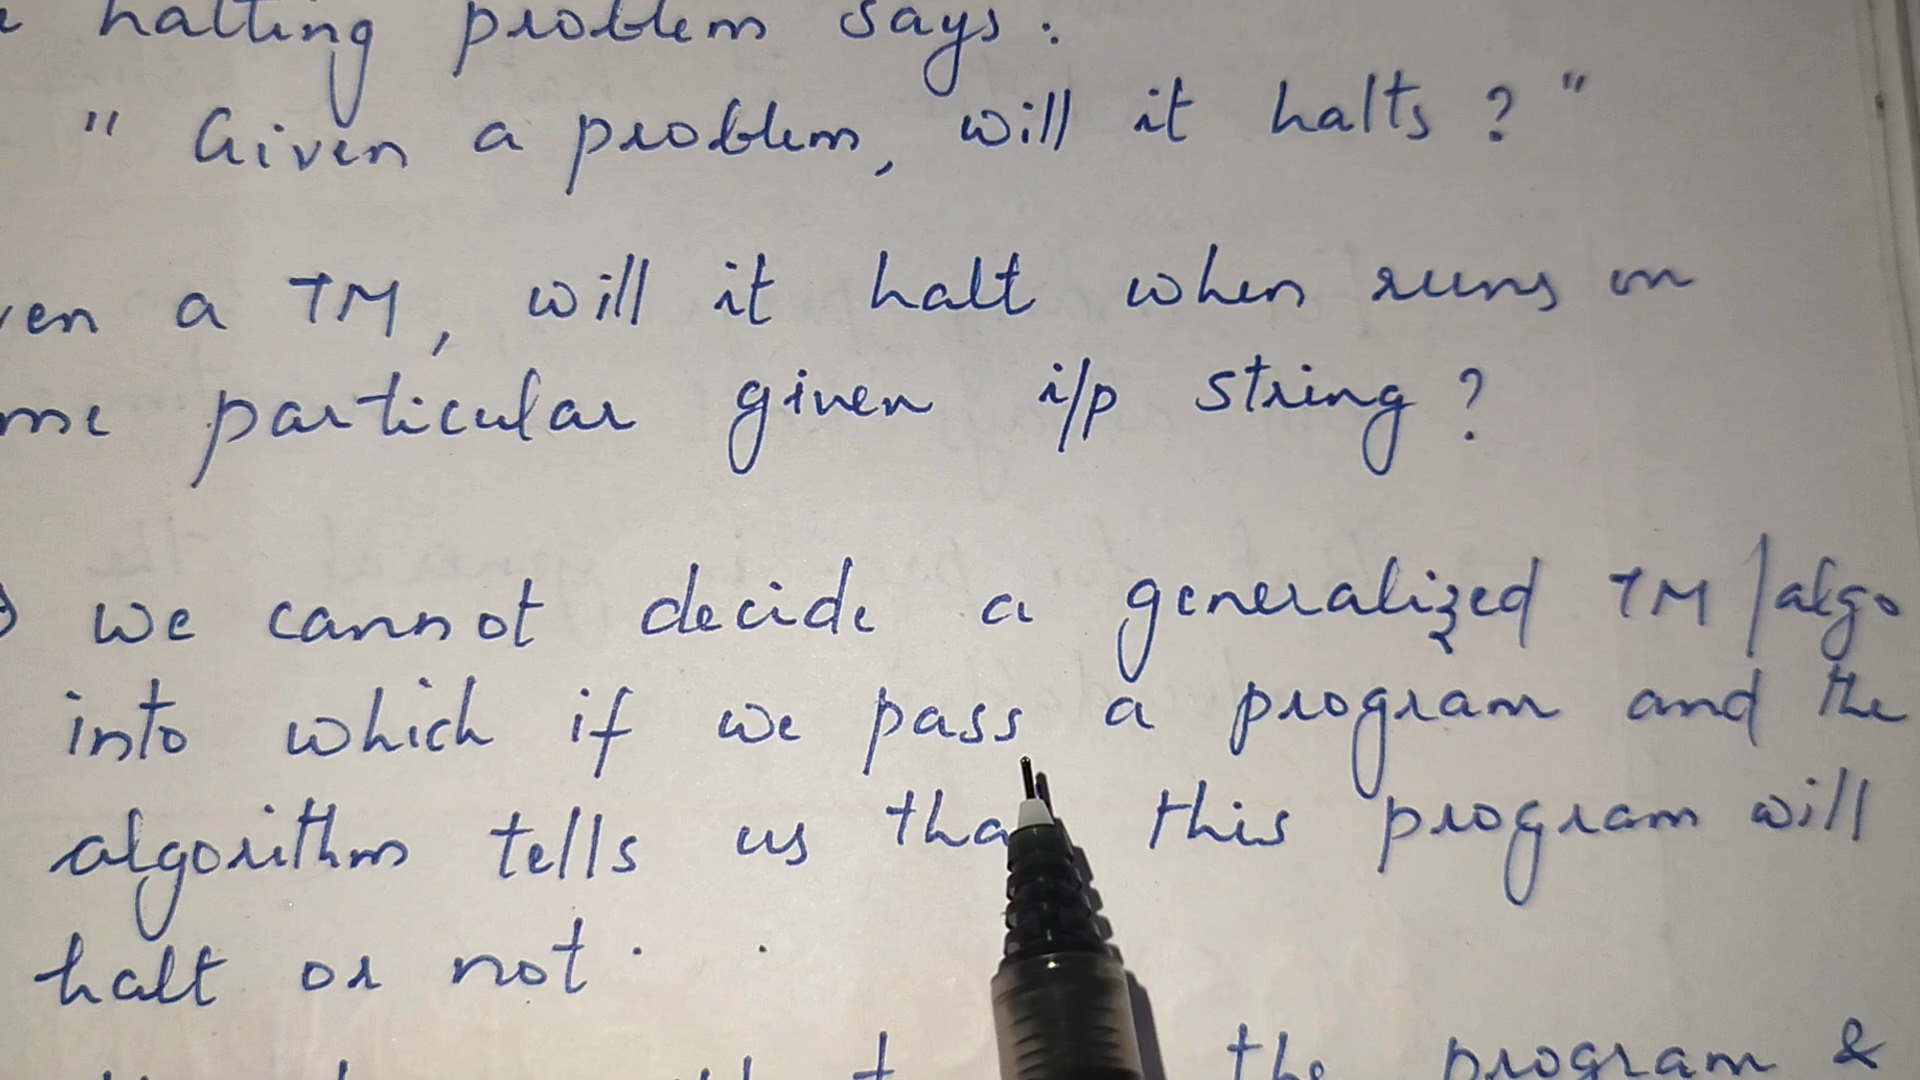 halting problem says :
" Given a problem, will it halts ? "
a TM, will it halt when runs on
particular given i/p string ?
we cannot decide a generalized TM/algo
into which if we pass a program and the
algorithm tells us tha this program will
halt or not .
the program &